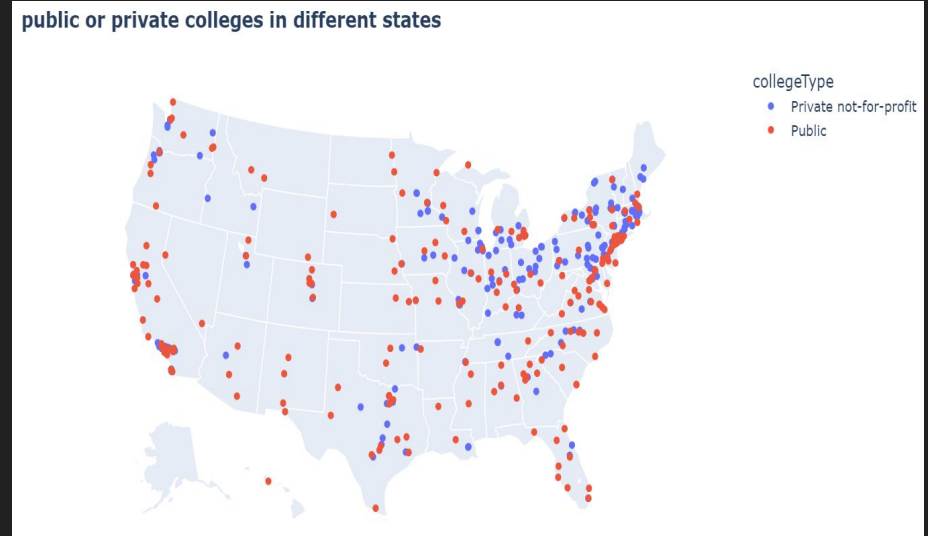 public or private colleges in different states
collegeType
Private not-for-profit
Public